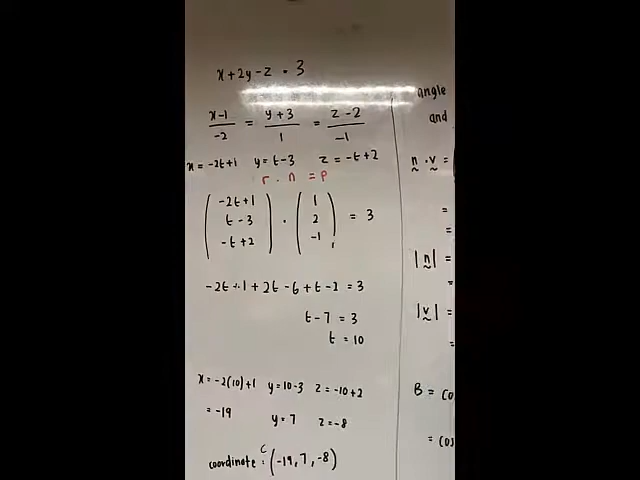 x+2y-z = 3
x-1/-2 = y+3/1 = z-2/-1
x = -2t+1 y = t-3 z = -t+2
r . n = p
(-2t+1, t-3, -t+2) . (1, 2, -1) = 3
-2t+1+2t-6+t-2 = 3
t-7 = 3
t = 10
x = -2(10)+1 y = 10-3 z = -10+2
= -19 y = 7 z = -8
coordinate C : (-19, 7, -8)
angle
and
n . v =
=
=
|n| =
=
|v| =
=
B = co
= cos